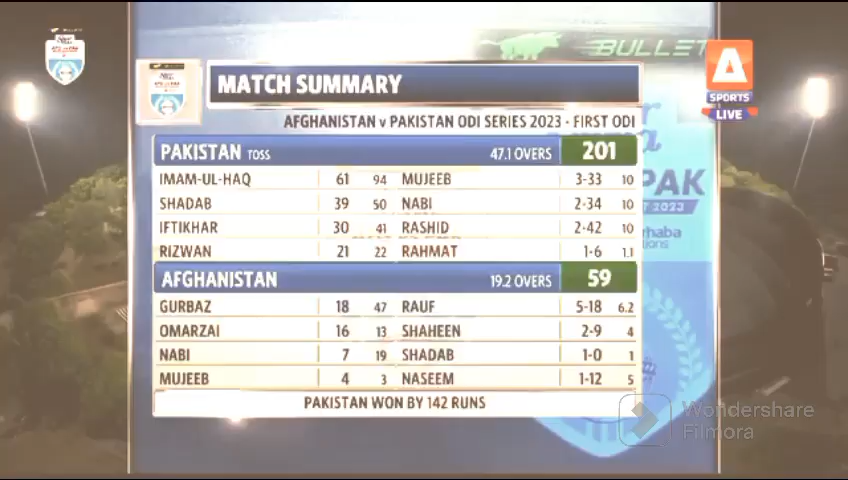 BULLET
A
SPORTS
LIVE
MATCH SUMMARY
AFGHANISTAN v PAKISTAN ODI SERIES 2023 - FIRST ODI
PAKISTAN TOSS 47.1 OVERS 201
IMAM-UL-HAQ 61 94 MUJEEB 3-33 10
SHADAB 39 50 NABI 2-34 10
IFTIKHAR 30 41 RASHID 2-42 10
RIZWAN 21 22 RAHMAT 1-6 1.1
AFGHANISTAN 19.2 OVERS 59
GURBAZ 18 47 RAUF 5-18 6.2
OMARZAI 16 13 SHAHEEN 2-9 4
NABI 7 19 SHADAB 1-0 1
MUJEEB 4 3 NASEEM 1-12 5
PAKISTAN WON BY 142 RUNS
PAK
2023
Wondershare
Filmora